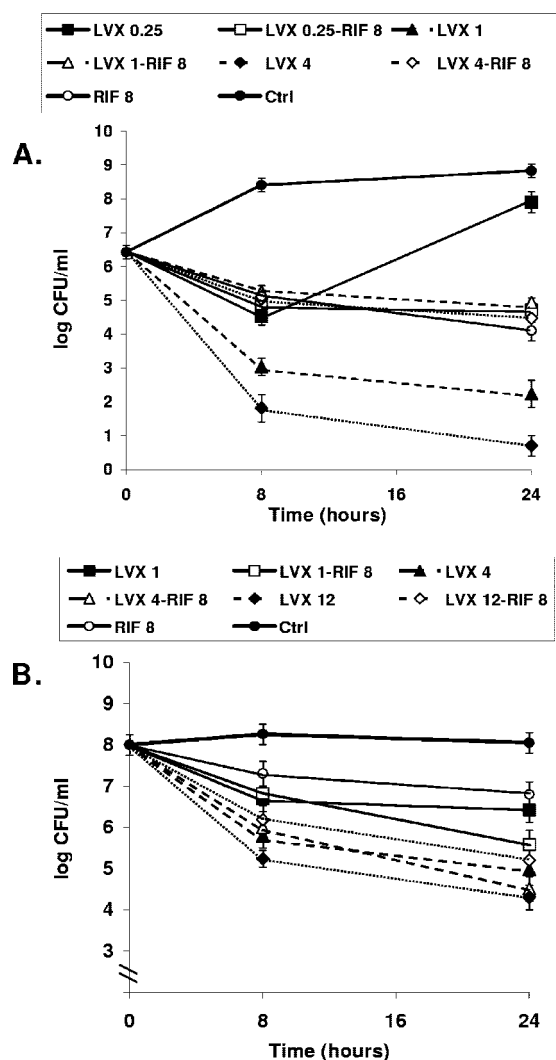 LVX 0.25 LVX 0.25-RIF 8 LVX 1
LVX 1-RIF 8 LVX 4 LVX 4-RIF 8
RIF 8 Ctrl
A.
10
9
8
7
6
5
4
3
2
1
0
log CFU/ml
0 8 16 24
Time (hours)
LVX 1 LVX 1-RIF 8 LVX 4
LVX 4-RIF 8 LVX 12 LVX 12-RIF 8
RIF 8 Ctrl
B.
10
9
8
7
6
5
4
3
log CFU/ml
0 8 16 24
Time (hours)